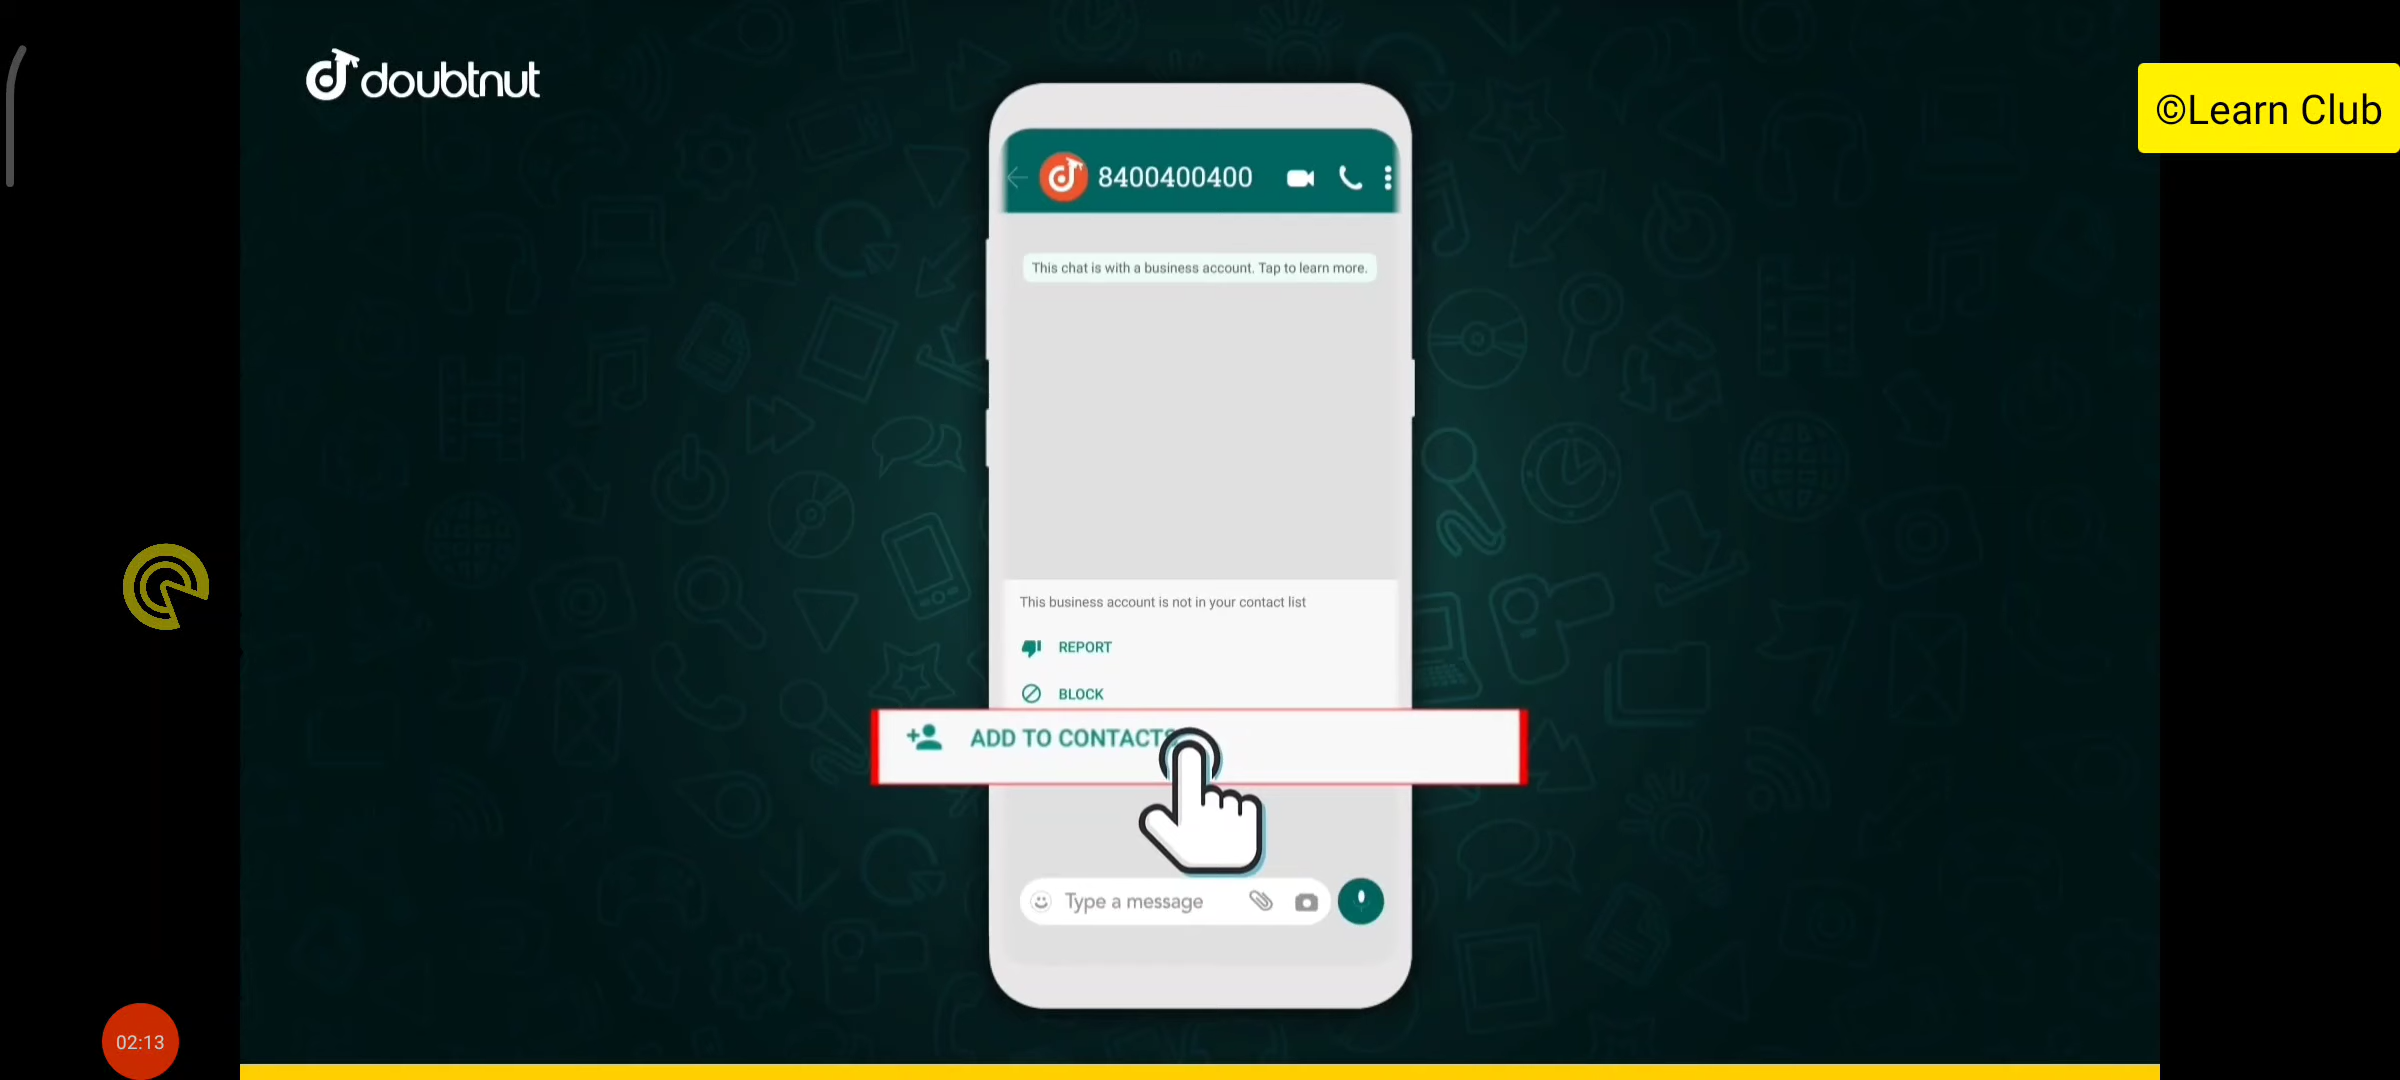 doubtnut
©Learn Club
8400400400
This chat is with a business account. Tap to learn more.
This business account is not in your contact list
REPORT
BLOCK
ADD TO CONTACTS
Type a message
02:13